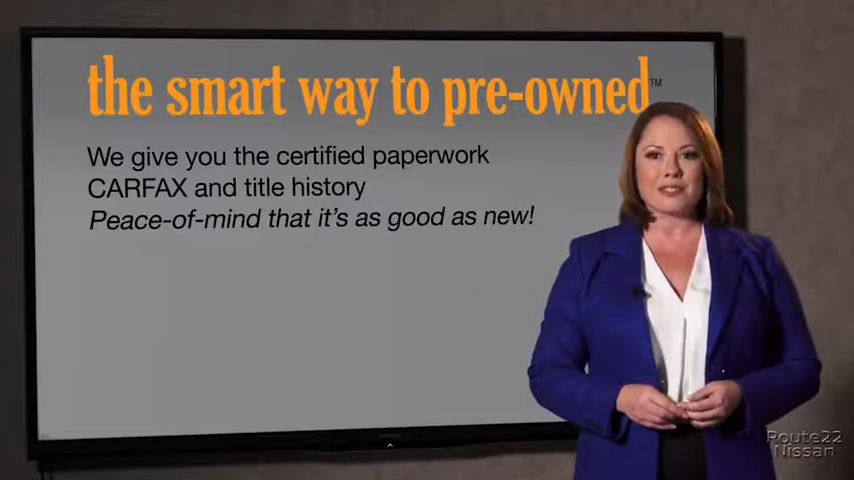 the smart way to pre-owned™
We give you the certified paperwork
CARFAX and title history
Peace-of-mind that it's as good as new!
Route22
Nissan